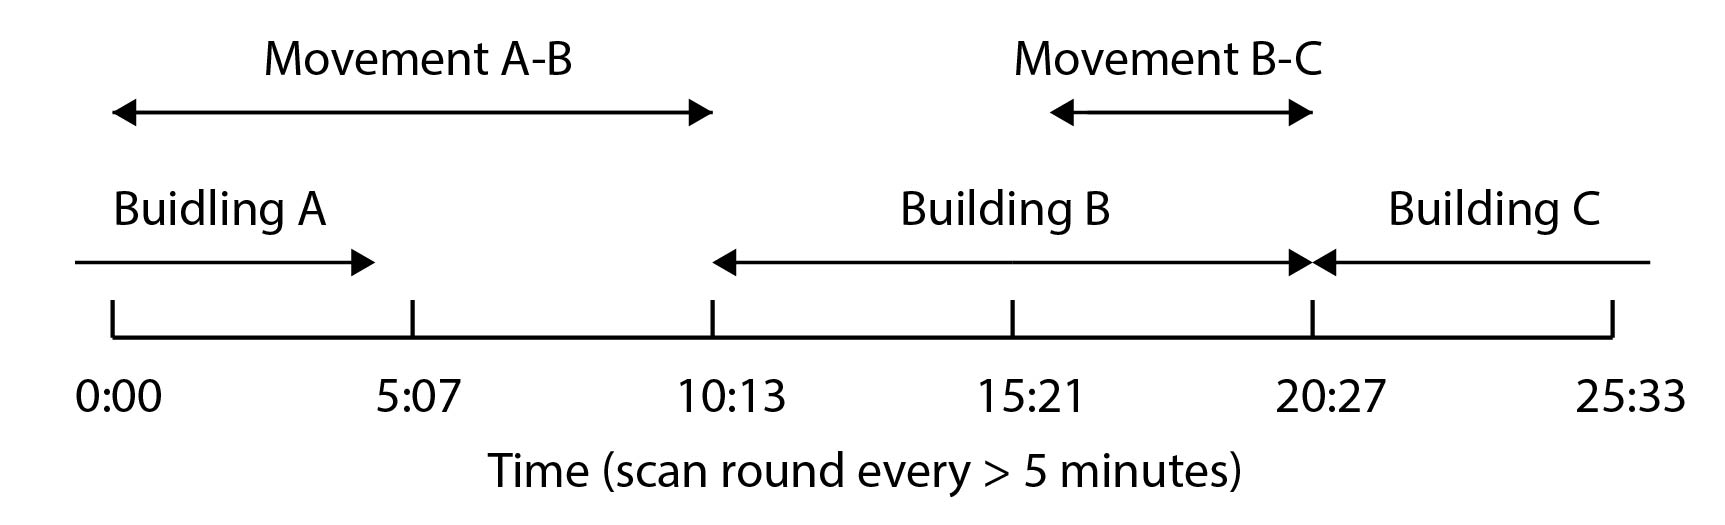 Movement A-B Movement B-C
Buidling A Building B Building C
0:00 5:07 10:13 15:21 20:27 25:33
Time (scan round every > 5 minutes)